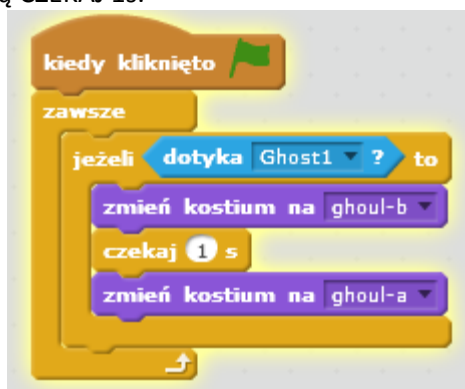 kiedy kliknięto
zawsze
jeżeli dotyka Ghost1 ? to
zmień kostium na ghoul-b
czekaj 1 s
zmień kostium na ghoul-a